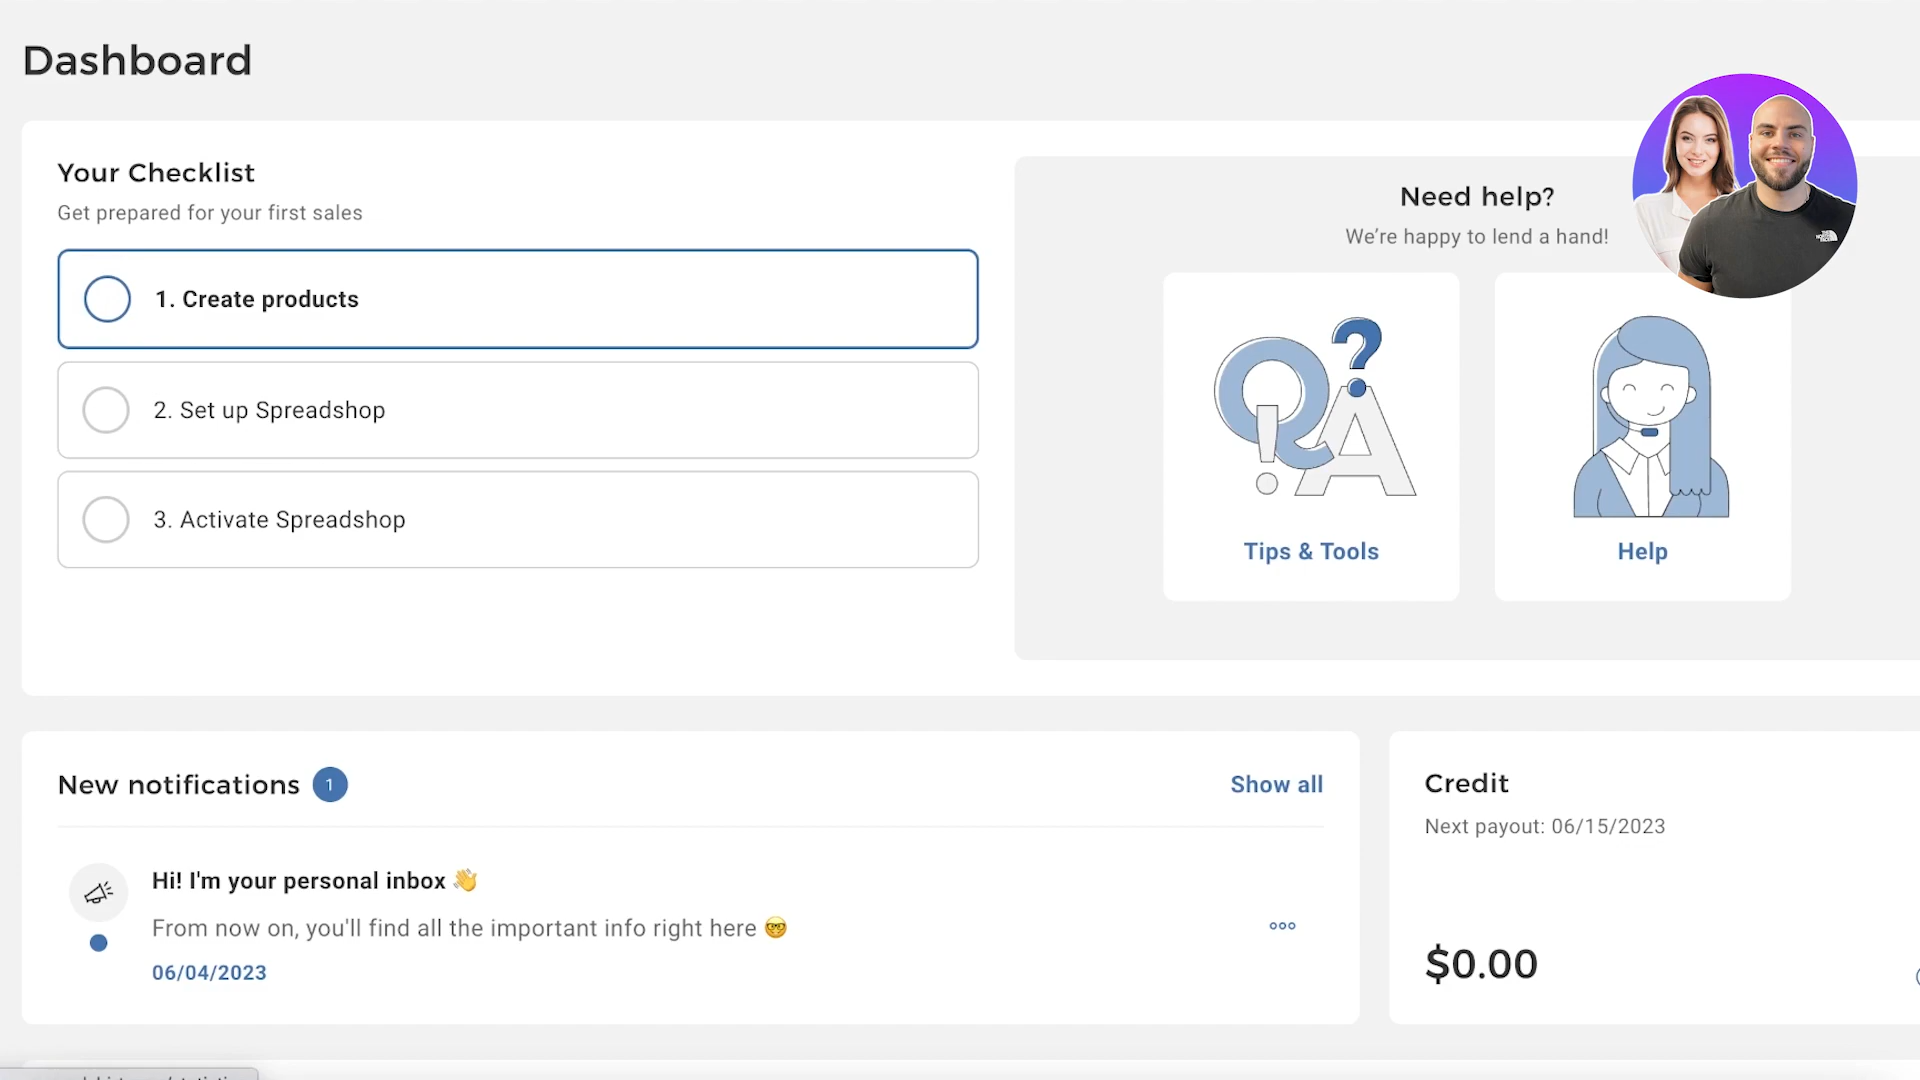 Dashboard
Your Checklist
Get prepared for your first sales
1. Create products
2. Set up Spreadshop
3. Activate Spreadshop
Need help?
We're happy to lend a hand!
Tips & Tools
Help
New notifications 1
Show all
Hi! I'm your personal inbox 👋
From now on, you'll find all the important info right here 🤓
06/04/2023
Credit
Next payout: 06/15/2023
$0.00